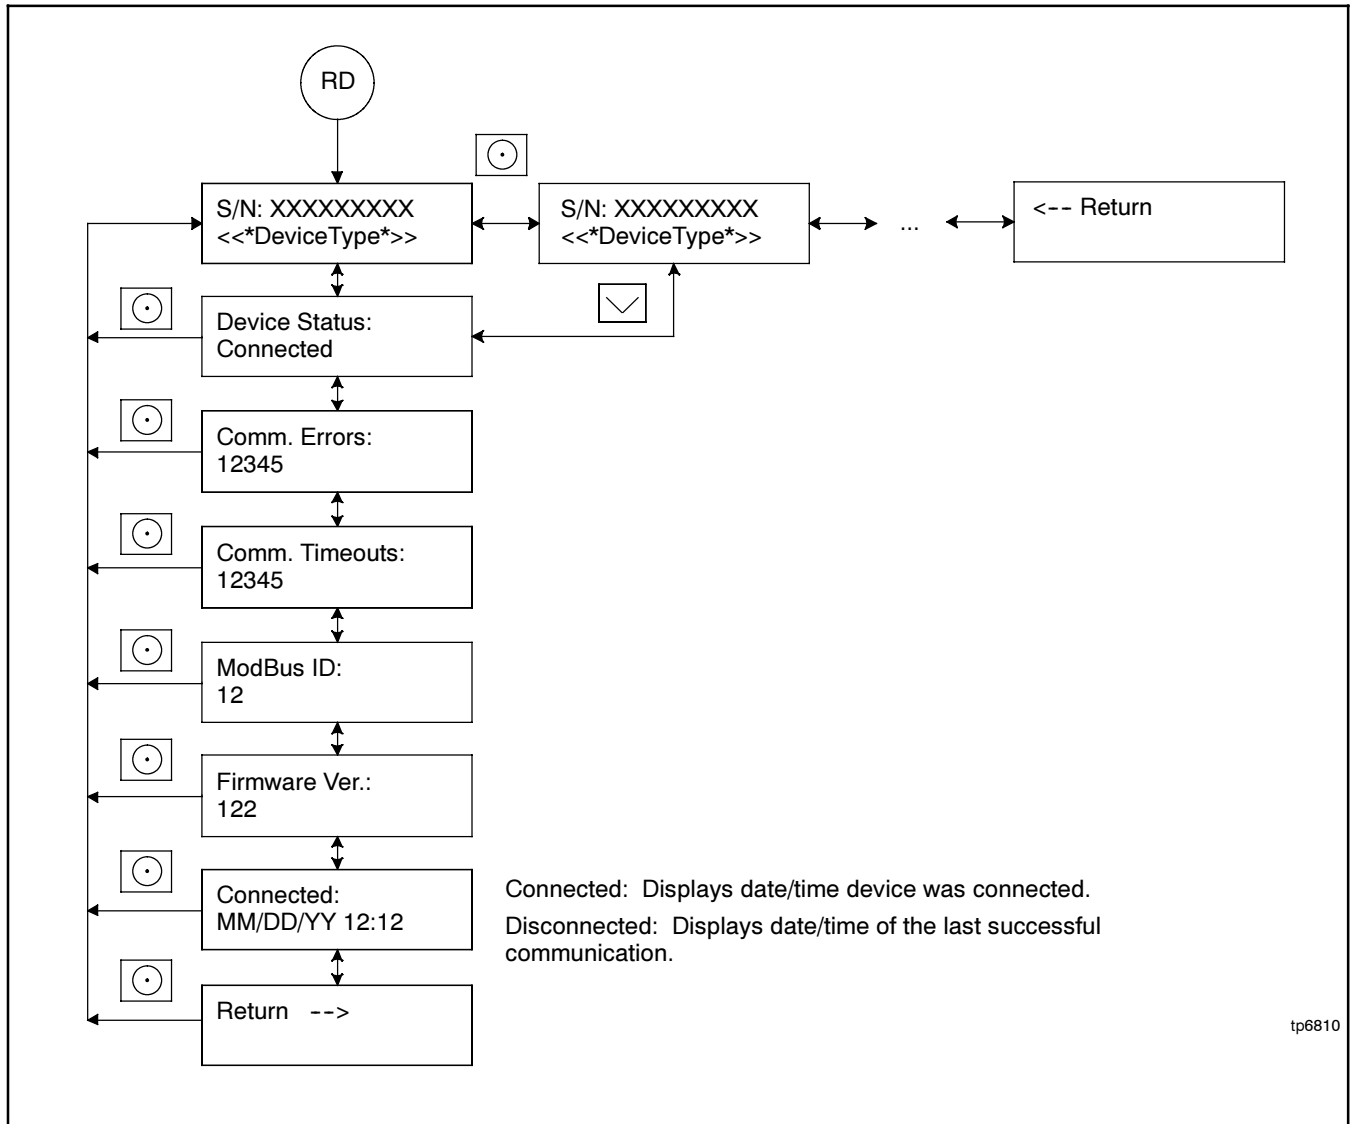 RD
S/N: XXXXXXXXX
<<*DeviceType*>>
S/N: XXXXXXXXX
<<*DeviceType*>>
...
<-- Return
Device Status:
Connected
Comm. Errors:
12345
Comm. Timeouts:
12345
ModBus ID:
12
Firmware Ver.:
122
Connected:
MM/DD/YY 12:12
Connected: Displays date/time device was connected.
Disconnected: Displays date/time of the last successful
communication.
Return -->
tp6810